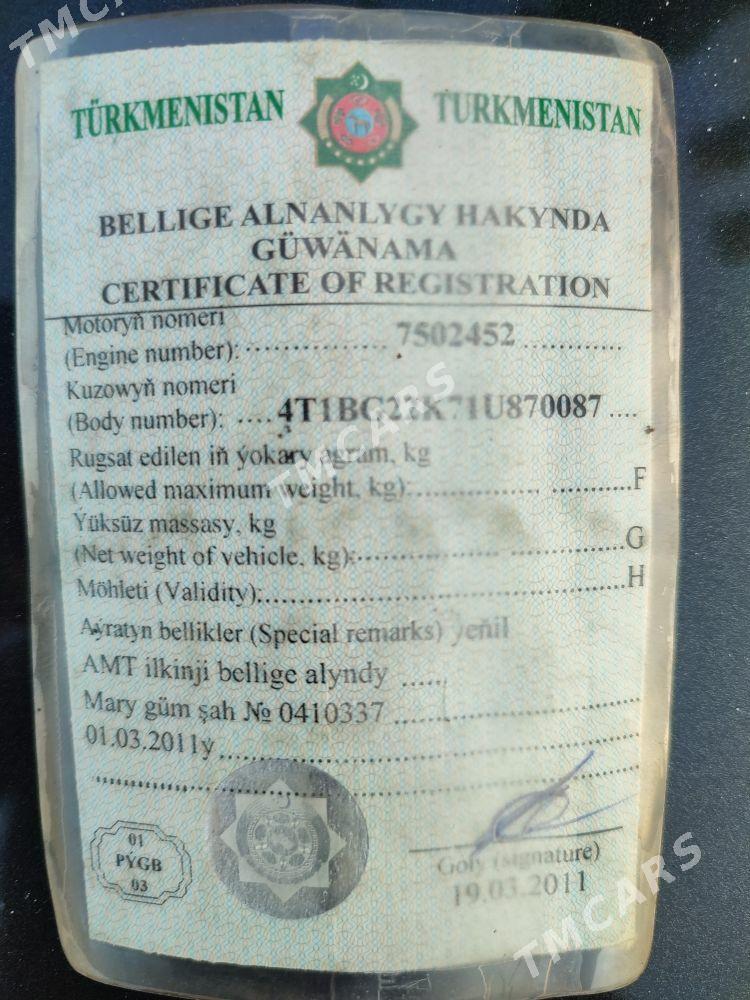 TÜRKMENISTAN TURKMENISTAN
BELLIGE ALNANLYGY HAKYNDA
GÜWÄNAMA
CERTIFICATE OF REGISTRATION
Motoryň nomeri
(Engine number): 7502452
Kuzowyň nomeri
(Body number): 4T1BG22K71U870087
Rugsat edilen iň ýokary agram, kg
(Allowed maximum weight, kg): F
Ýüksüz massasy, kg
(Net weight of vehicle, kg): G
Möhleti (Validity): H
Aýratyn bellikler (Special remarks) ýeňil
AMT ilkinji bellige alyndy
Mary güm şah № 0410337
01.03.2011ý
01
PÝGB
03
Goly (signature)
19.03.2011
TMCARS
TMCARS
TMCARS